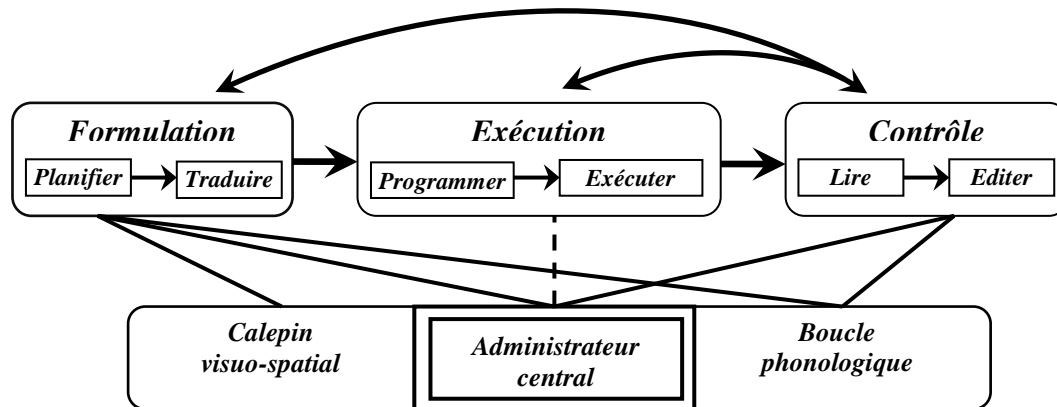 Formulation
Planifier
Traduire
Exécution
Programmer
Exécuter
Contrôle
Lire
Editer
Calepin
visuo-spatial
Administrateur
central
Boucle
phonologique